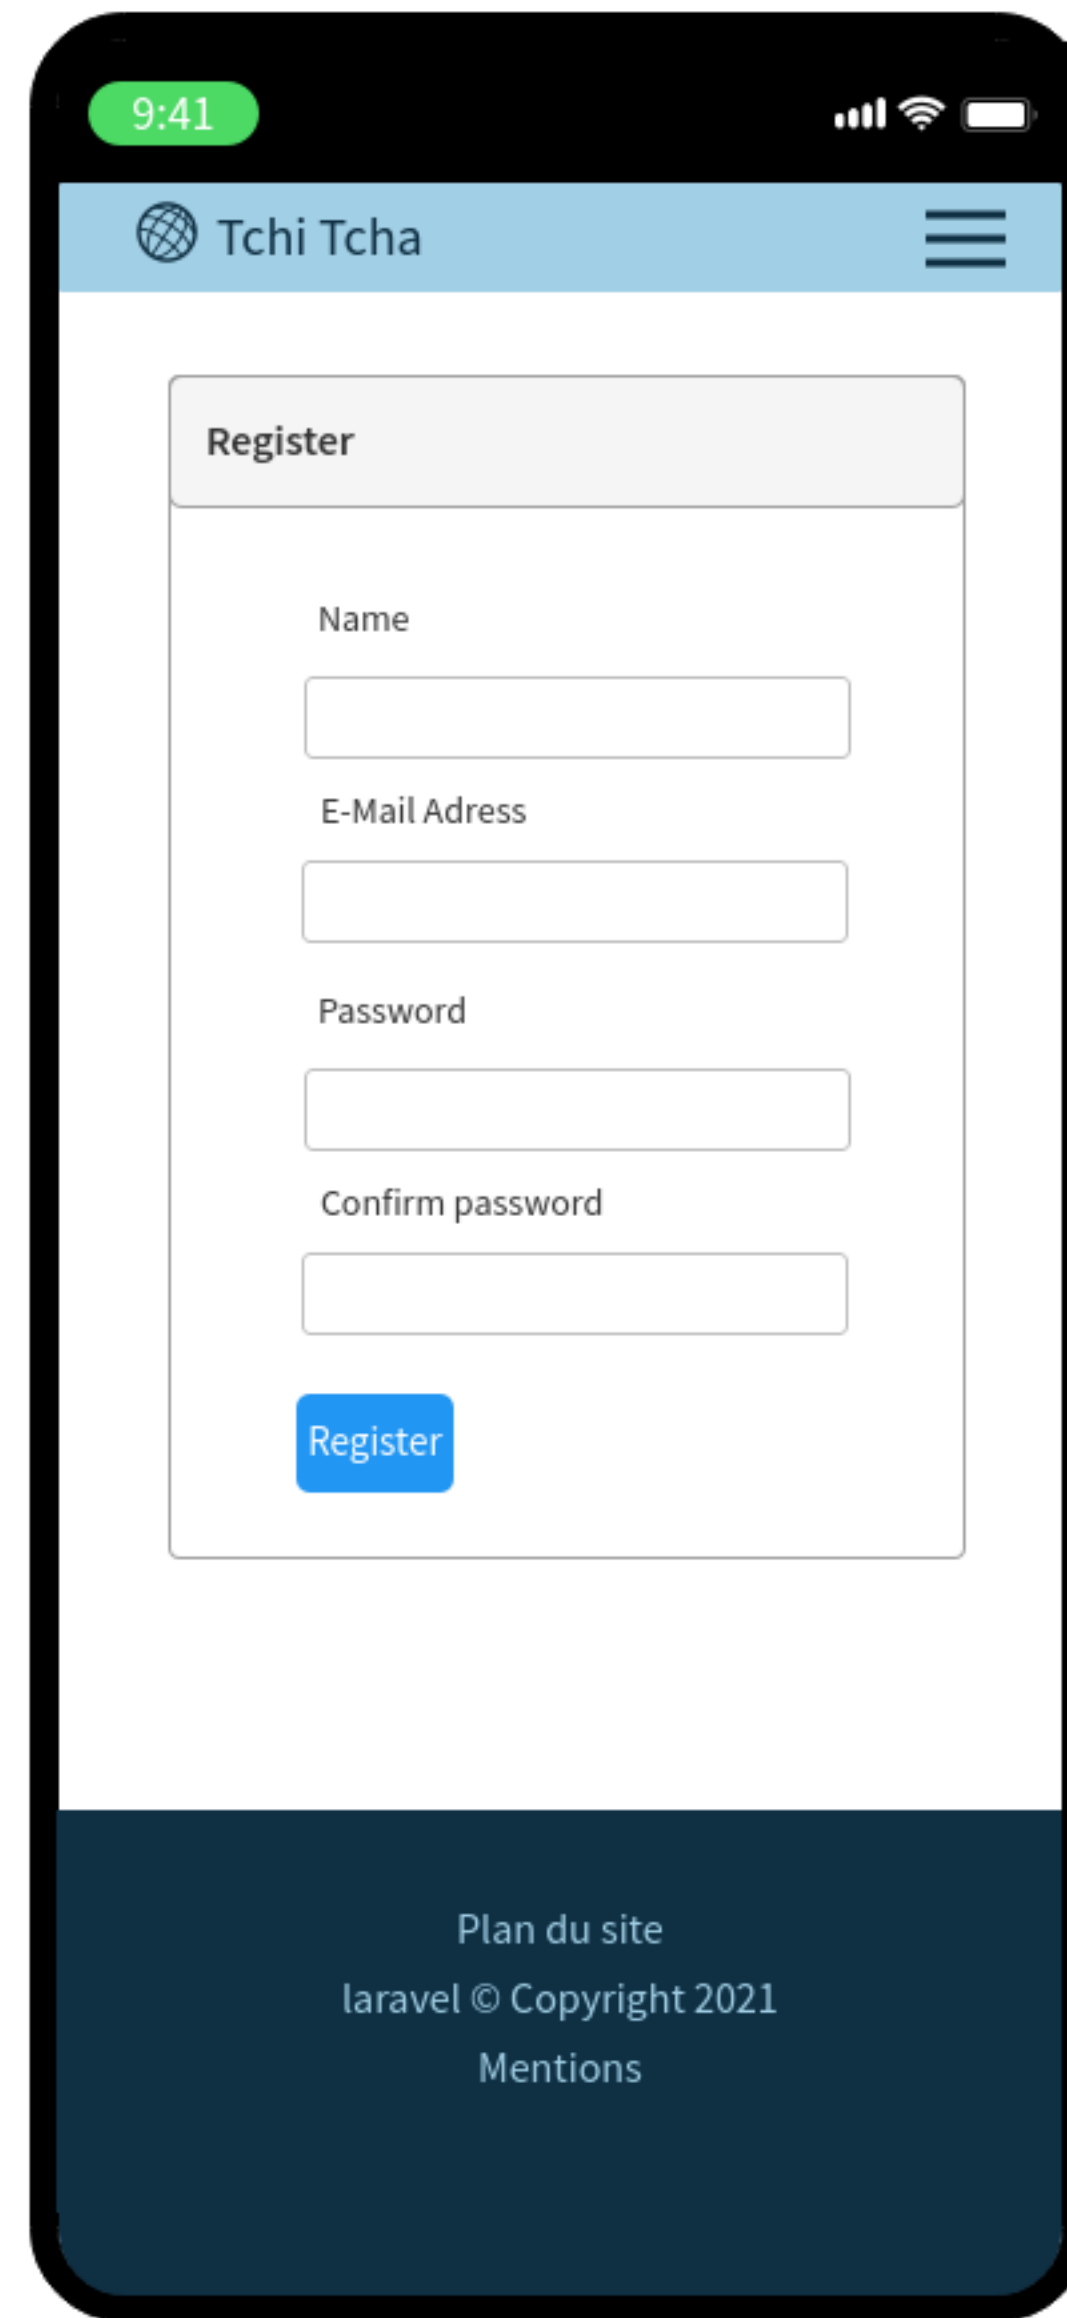 9:41
Tchi Tcha
Register
Name
E-Mail Adress
Password
Confirm password
Register
Plan du site
laravel © Copyright 2021
Mentions